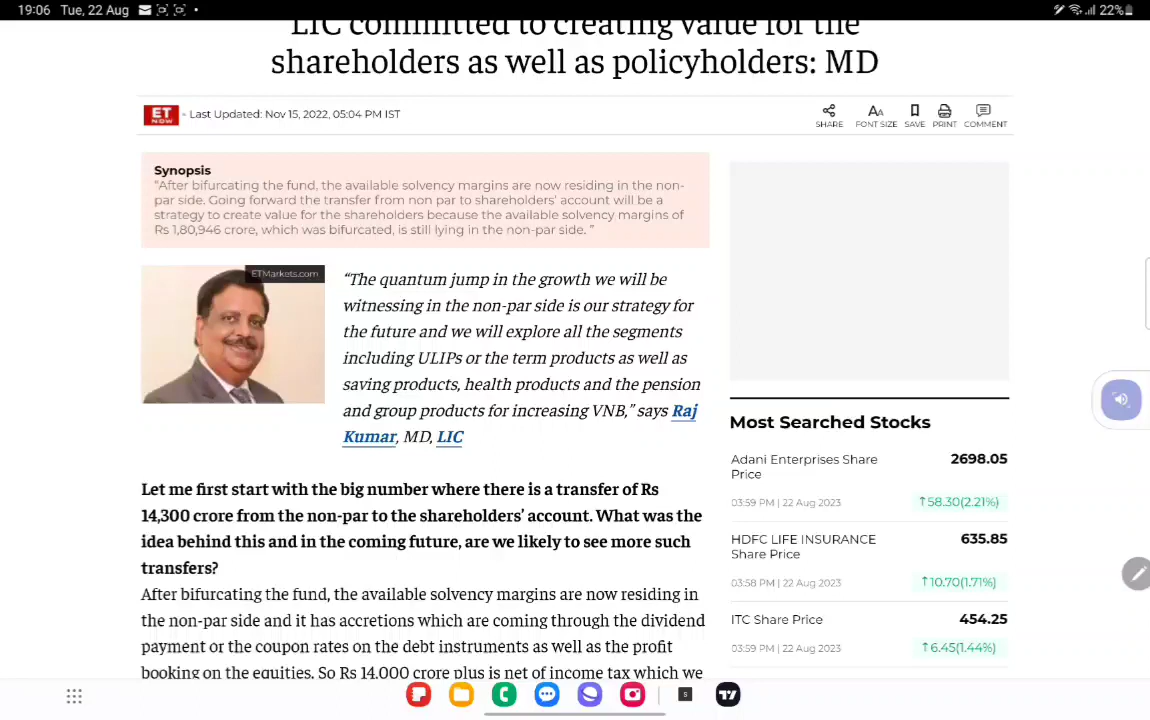 19:06 Tue, 22 Aug
22%
LIC committed to creating value for the
shareholders as well as policyholders: MD
ET
NOW
Last Updated: Nov 15, 2022, 05:04 PM IST
SHARE
FONT SIZE
SAVE
PRINT
COMMENT
Synopsis
"After bifurcating the fund, the available solvency margins are now residing in the non-
par side. Going forward the transfer from non par to shareholders' account will be a
strategy to create value for the shareholders because the available solvency margins of
Rs 1,80,946 crore, which was bifurcated, is still lying in the non-par side. "
ETMarkets.com
“The quantum jump in the growth we will be
witnessing in the non-par side is our strategy for
the future and we will explore all the segments
including ULIPs or the term products as well as
saving products, health products and the pension
and group products for increasing VNB,” says Raj
Kumar, MD, LIC
Let me first start with the big number where there is a transfer of Rs
14,300 crore from the non-par to the shareholders’ account. What was the
idea behind this and in the coming future, are we likely to see more such
transfers?
After bifurcating the fund, the available solvency margins are now residing in
the non-par side and it has accretions which are coming through the dividend
payment or the coupon rates on the debt instruments as well as the profit
booking on the equities. So Rs 14,000 crore plus is net of income tax which we
Most Searched Stocks
Adani Enterprises Share
Price
2698.05
03:59 PM | 22 Aug 2023
↑58.30(2.21%)
HDFC LIFE INSURANCE
Share Price
635.85
03:58 PM | 22 Aug 2023
↑10.70(1.71%)
ITC Share Price
454.25
03:59 PM | 22 Aug 2023
↑6.45(1.44%)
S